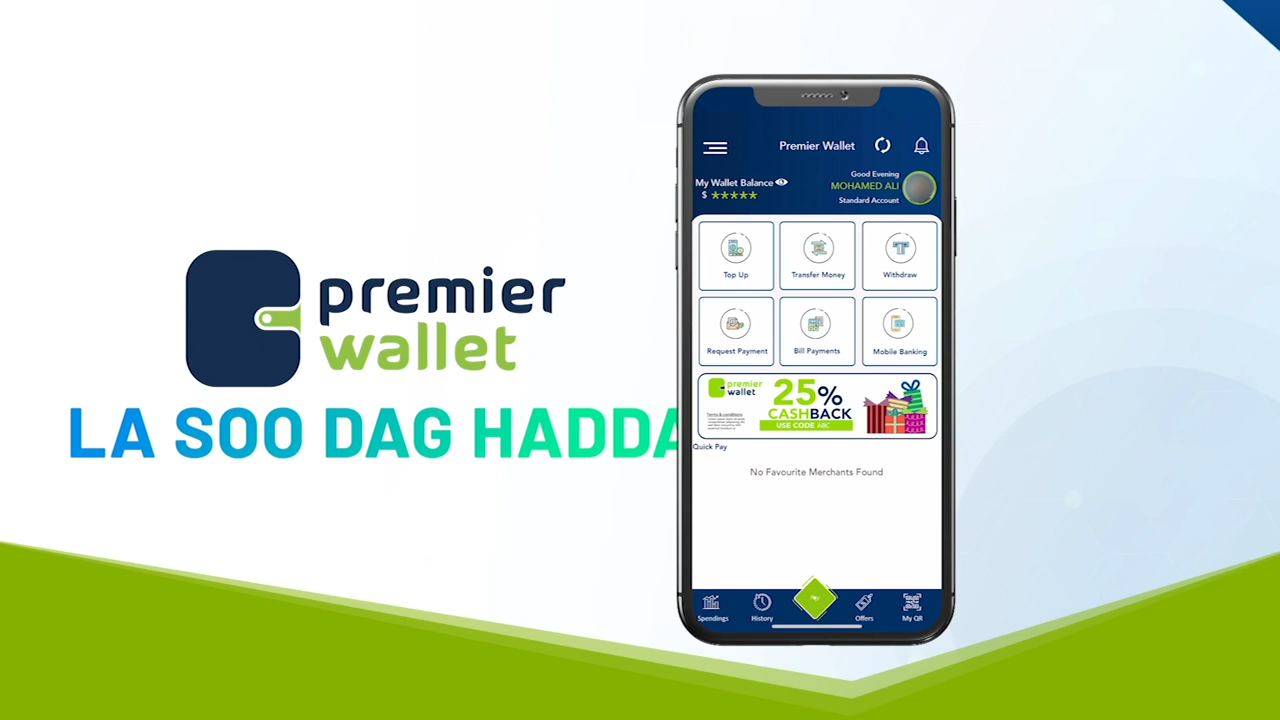 premier
wallet
LA SOO DAG HADDA
Premier Wallet
My Wallet Balance
$ *****
Good Evening
MOHAMED ALI
Standard Account
Top Up
Transfer Money
Withdraw
Request Payment
Bill Payments
Mobile Banking
premier
wallet
Terms & conditions
25%
CASHBACK
USE CODE ABC
Quick Pay
No Favourite Merchants Found
Spendings
History
Pay
Offers
My QR